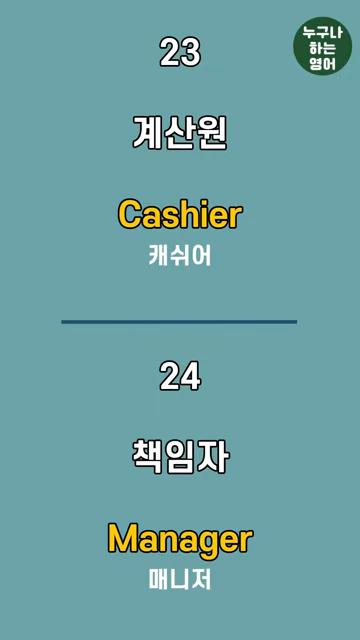 23
누구나
하는
영어
계산원
Cashier
캐쉬어
24
책임자
Manager
매니저